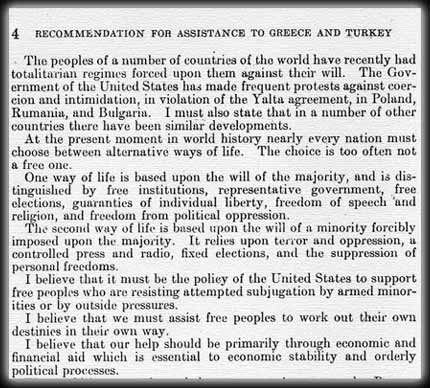 4 RECOMMENDATION FOR ASSISTANCE TO GREECE AND TURKEY
The peoples of a number of countries of the world have recently had
totalitarian regimes forced upon them against their will. The Gov-
ernment of the United States has made frequent protests against coer-
cion and intimidation, in violation of the Yalta agreement, in Poland,
Rumania, and Bulgaria. I must also state that in a number of other
countries there have been similar developments.
At the present moment in world history nearly every nation must
choose between alternative ways of life. The choice is too often not
a free one.
One way of life is based upon the will of the majority, and is dis-
tinguished by free institutions, representative government, free
elections, guaranties of individual liberty, freedom of speech and
religion, and freedom from political oppression.
The second way of life is based upon the will of a minority forcibly
imposed upon the majority. It relies upon terror and oppression, a
controlled press and radio, fixed elections, and the suppression of
personal freedoms.
I believe that it must be the policy of the United States to support
free peoples who are resisting attempted subjugation by armed minor-
ities or by outside pressures.
I believe that we must assist free peoples to work out their own
destinies in their own way.
I believe that our help should be primarily through economic and
financial aid which is essential to economic stability and orderly
political processes.